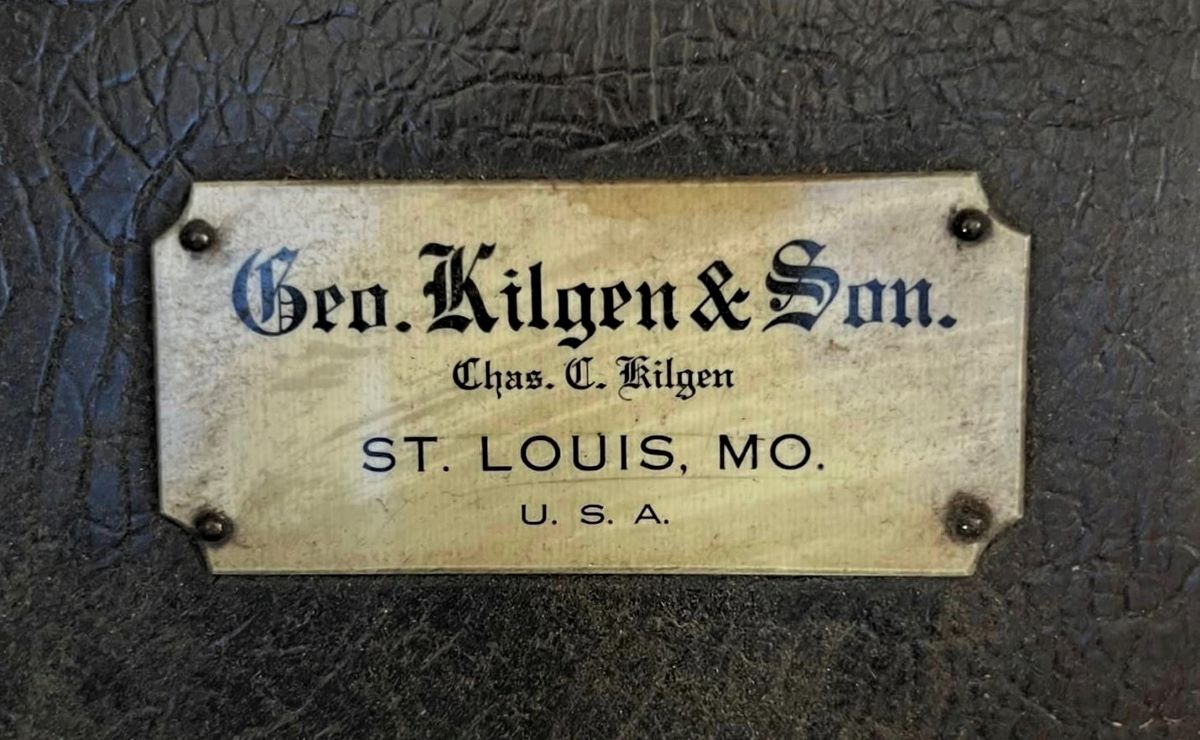 Geo. Kilgen & Son.
Chas. C. Kilgen
ST. LOUIS, MO.
U. S. A.